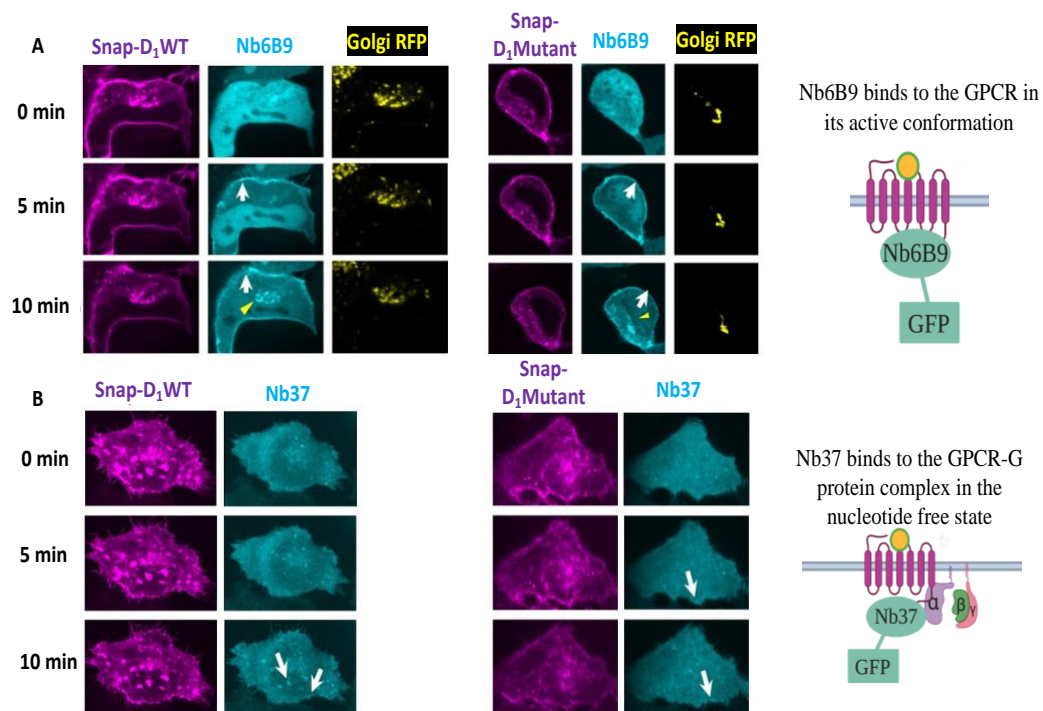 A
Snap-D₁WT
Nb6B9
Golgi RFP
Snap-
D₁Mutant
Nb6B9
Golgi RFP
0 min
5 min
10 min
Nb6B9 binds to the GPCR in
its active conformation
Nb6B9
GFP
B
Snap-D₁WT
Nb37
Snap-
D₁Mutant
Nb37
0 min
5 min
10 min
Nb37 binds to the GPCR-G
protein complex in the
nucleotide free state
α
β
γ
Nb37
GFP